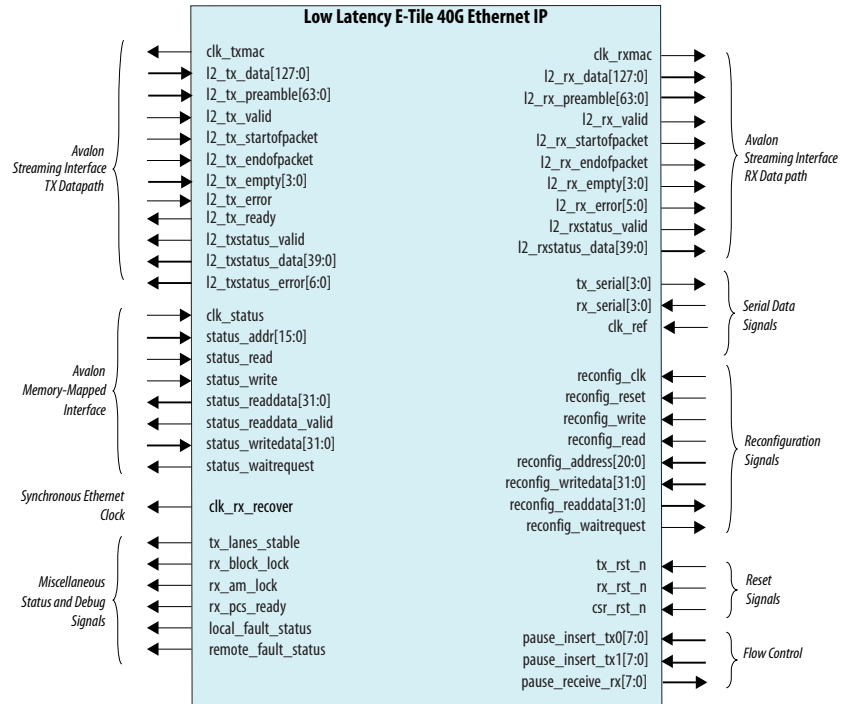 Low Latency E-Tile 40G Ethernet IP
Avalon
Streaming Interface
TX Datapath
clk_txmac
l2_tx_data[127:0]
l2_tx_preamble[63:0]
l2_tx_valid
l2_tx_startofpacket
l2_tx_endofpacket
l2_tx_empty[3:0]
l2_tx_error
l2_tx_ready
l2_txstatus_valid
l2_txstatus_data[39:0]
l2_txstatus_error[6:0]
Avalon
Memory-Mapped
Interface
clk_status
status_addr[15:0]
status_read
status_write
status_readdata[31:0]
status_readdata_valid
status_writedata[31:0]
status_waitrequest
Synchronous Ethernet
Clock
clk_rx_recover
Miscellaneous
Status and Debug
Signals
tx_lanes_stable
rx_block_lock
rx_am_lock
rx_pcs_ready
local_fault_status
remote_fault_status
clk_rxmac
l2_rx_data[127:0]
l2_rx_preamble[63:0]
l2_rx_valid
l2_rx_startofpacket
l2_rx_endofpacket
l2_rx_empty[3:0]
l2_rx_error[5:0]
l2_rxstatus_valid
l2_rxstatus_data[39:0]
Avalon
Streaming Interface
RX Data path
tx_serial[3:0]
rx_serial[3:0]
clk_ref
Serial Data
Signals
reconfig_clk
reconfig_reset
reconfig_write
reconfig_read
reconfig_address[20:0]
reconfig_writedata[31:0]
reconfig_readdata[31:0]
reconfig_waitrequest
Reconfiguration
Signals
tx_rst_n
rx_rst_n
csr_rst_n
Reset
Signals
pause_insert_tx0[7:0]
pause_insert_tx1[7:0]
pause_receive_rx[7:0]
Flow Control